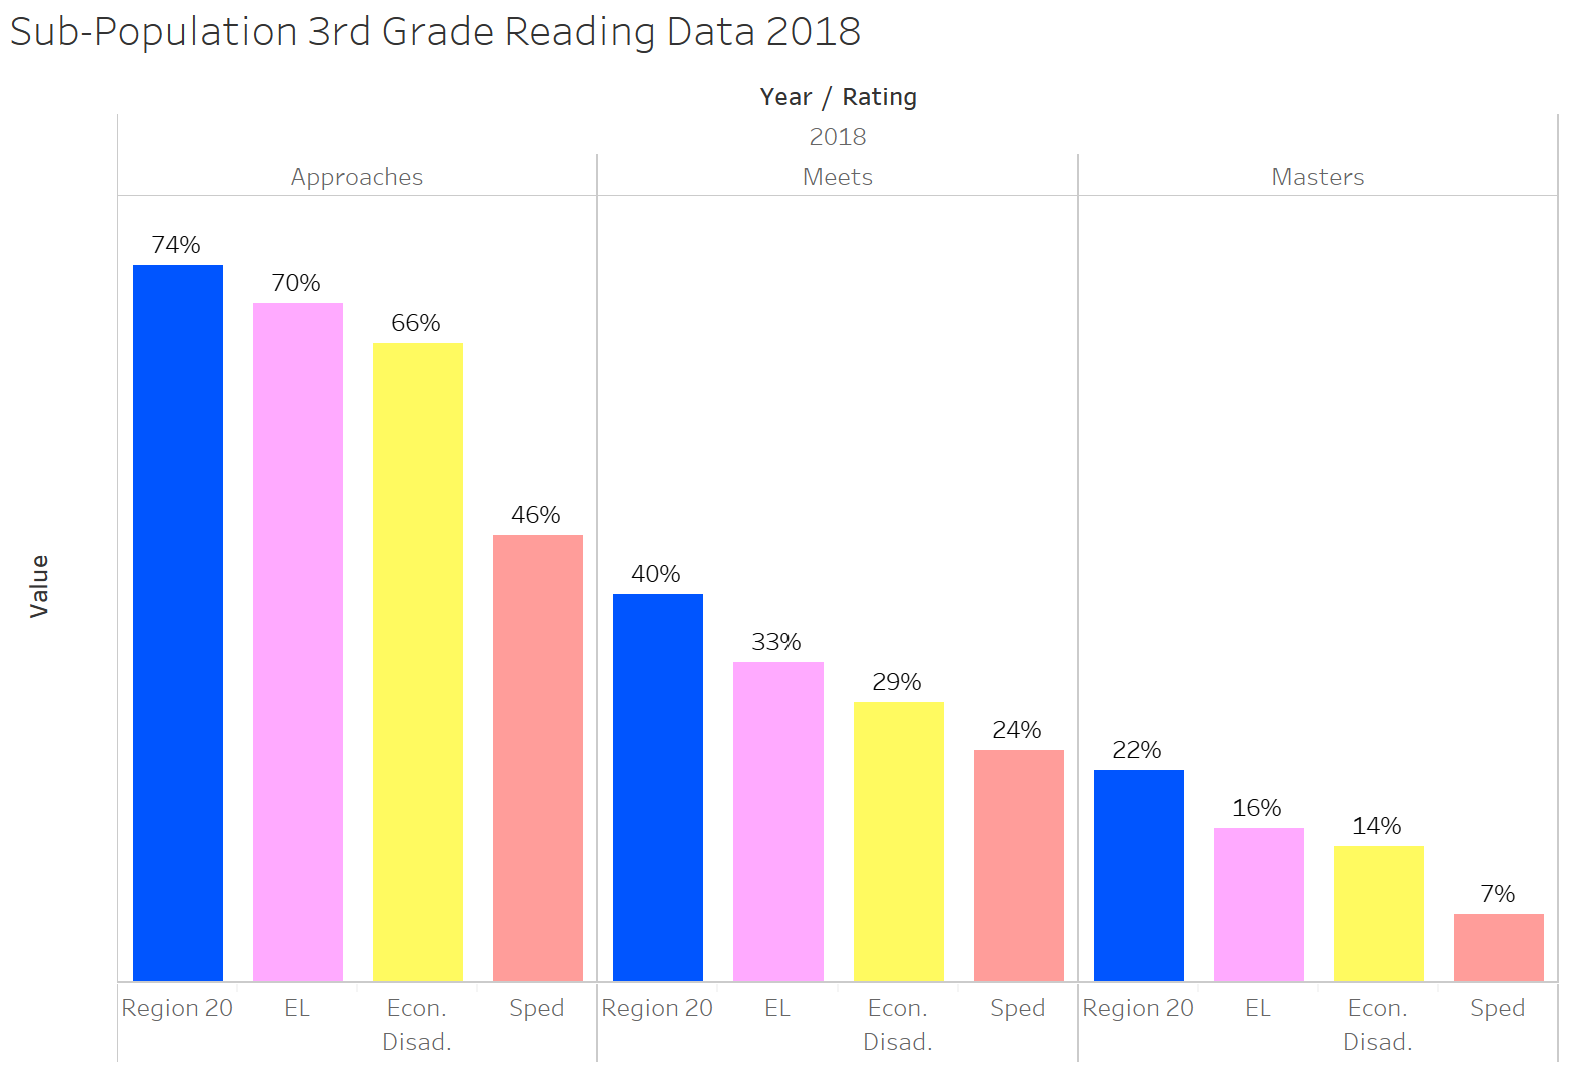 Sub-Population 3rd Grade Reading Data 2018
Year / Rating
2018
Approaches Meets Masters
74%
70%
66%
46%
40%
33%
29%
24%
22%
16%
14%
7%
Value
Region 20 EL Econ. Disad. Sped Region 20 EL Econ. Disad. Sped Region 20 EL Econ. Disad. Sped